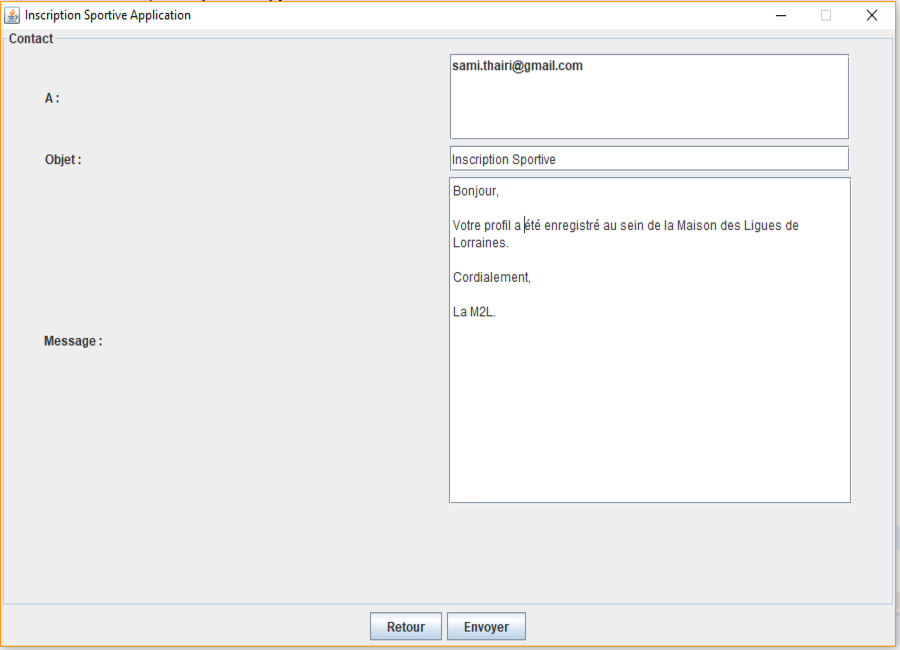 Inscription Sportive Application
Contact
A :
sami.thairi@gmail.com
Objet :
Inscription Sportive
Message :
Bonjour,
Votre profil a été enregistré au sein de la Maison des Ligues de
Lorraines.
Cordialement,
La M2L.
Retour
Envoyer